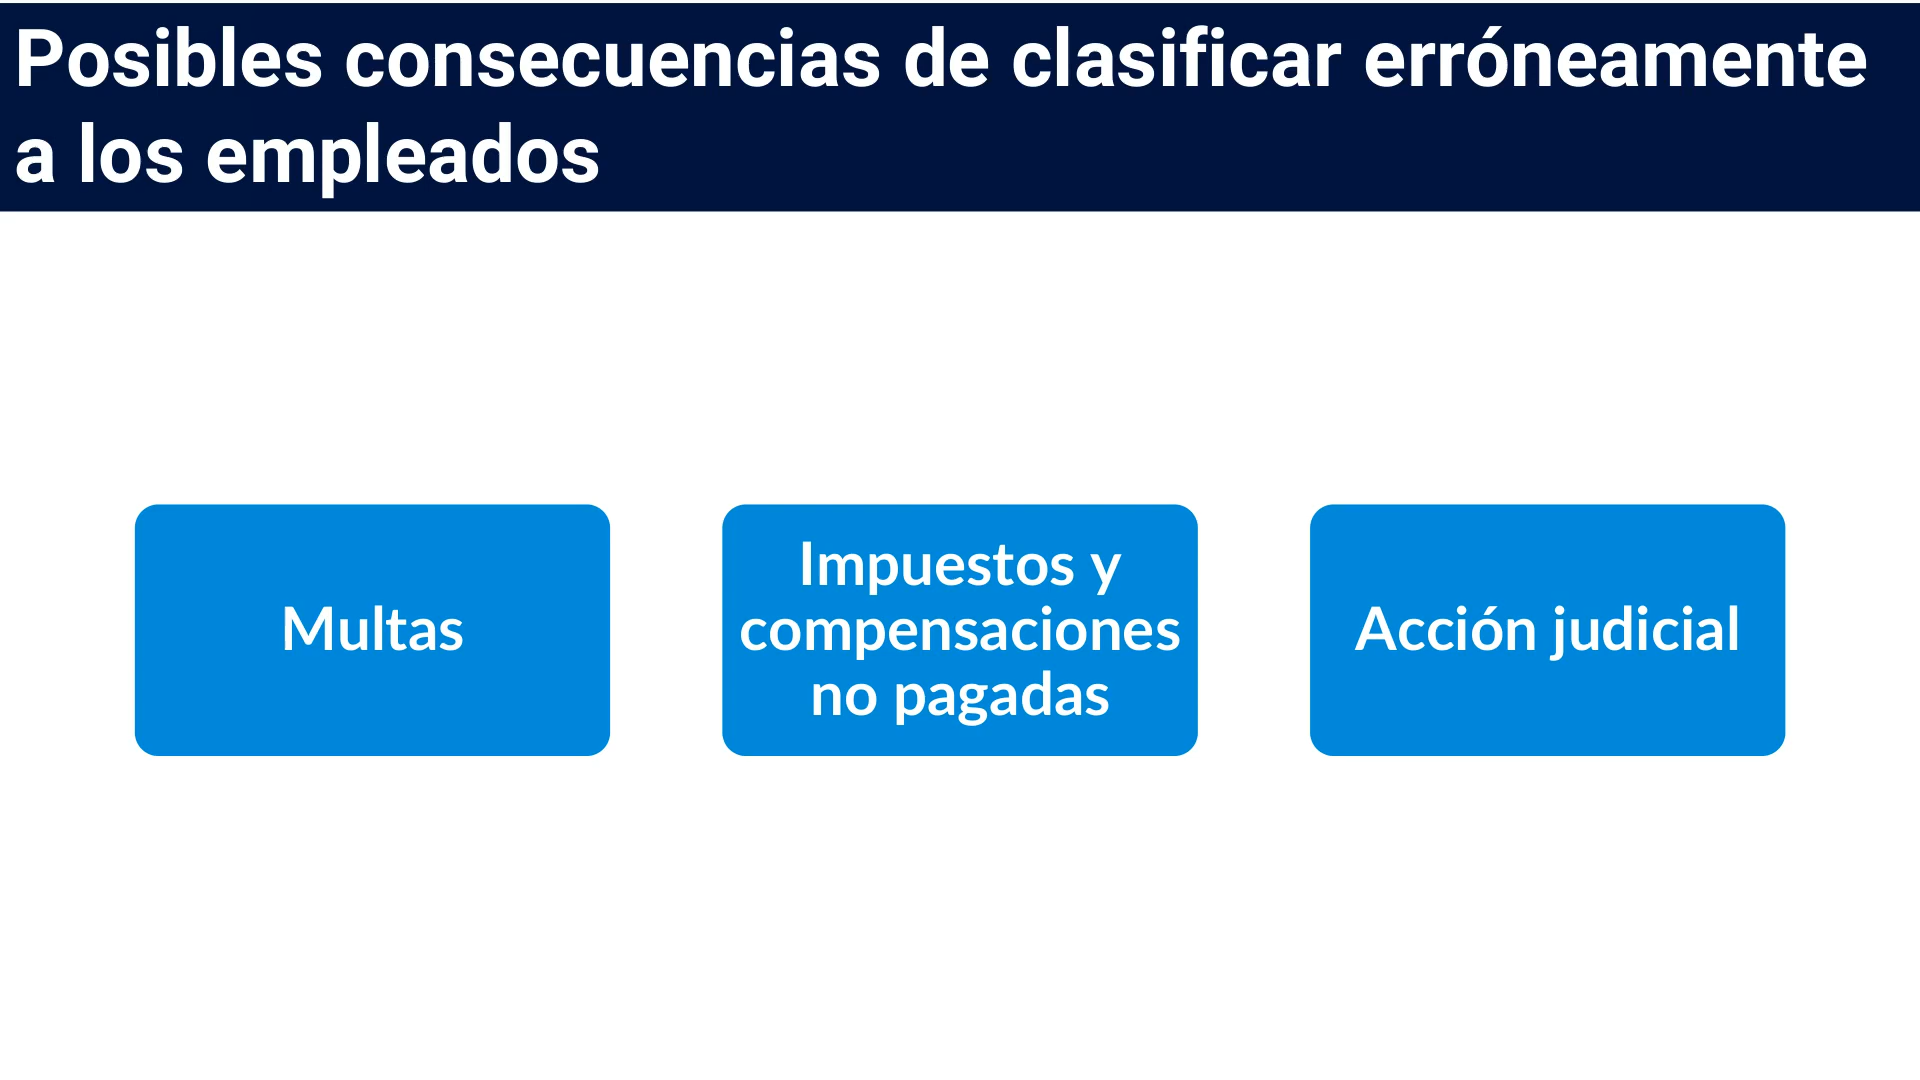 Posibles consecuencias de clasificar erróneamente
a los empleados
Multas
Impuestos y
compensaciones
no pagadas
Acción judicial